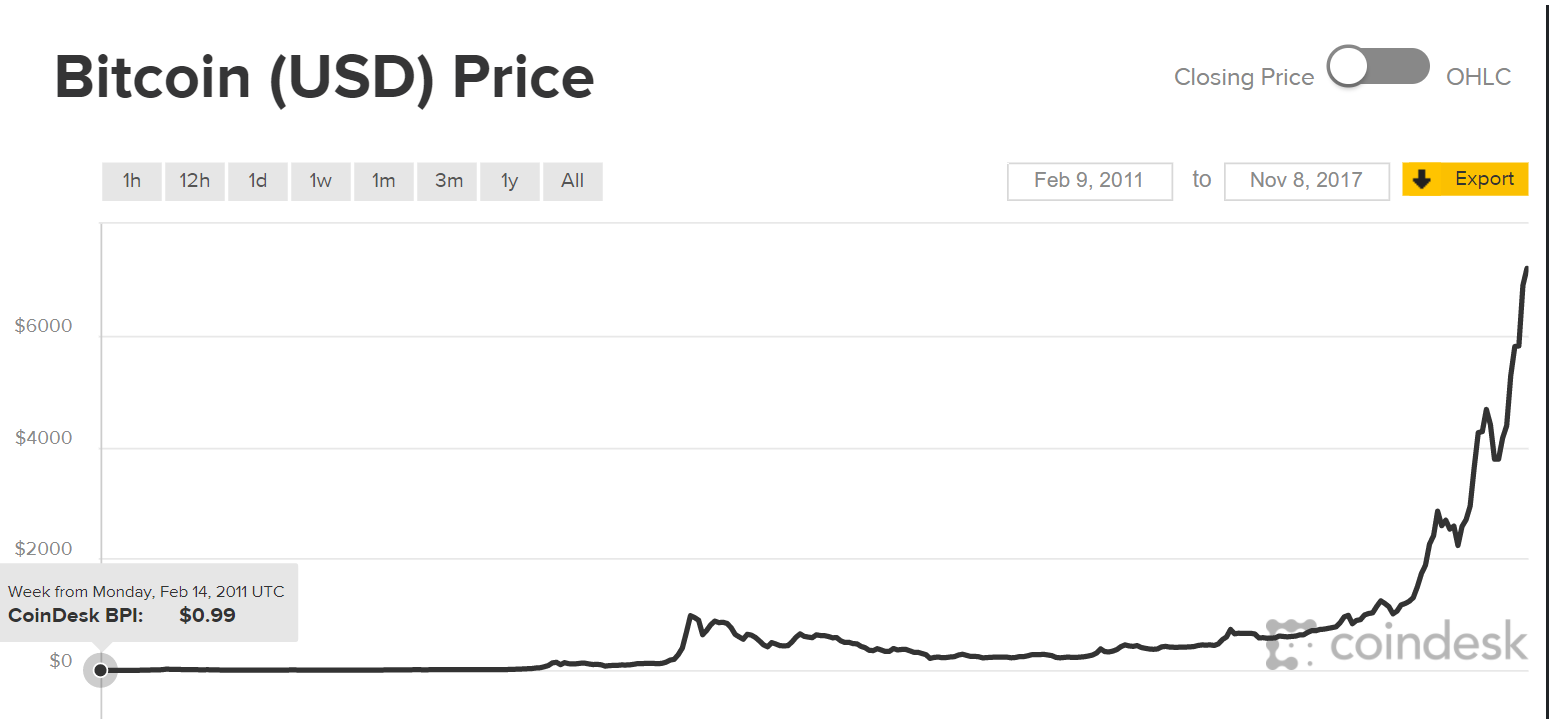 Bitcoin (USD) Price
Closing Price OHLC
1h 12h 1d 1w 1m 3m 1y All
Feb 9, 2011 to Nov 8, 2017 Export
$6000
$4000
$2000
Week from Monday, Feb 14, 2011 UTC
CoinDesk BPI: $0.99
coindesk
$0